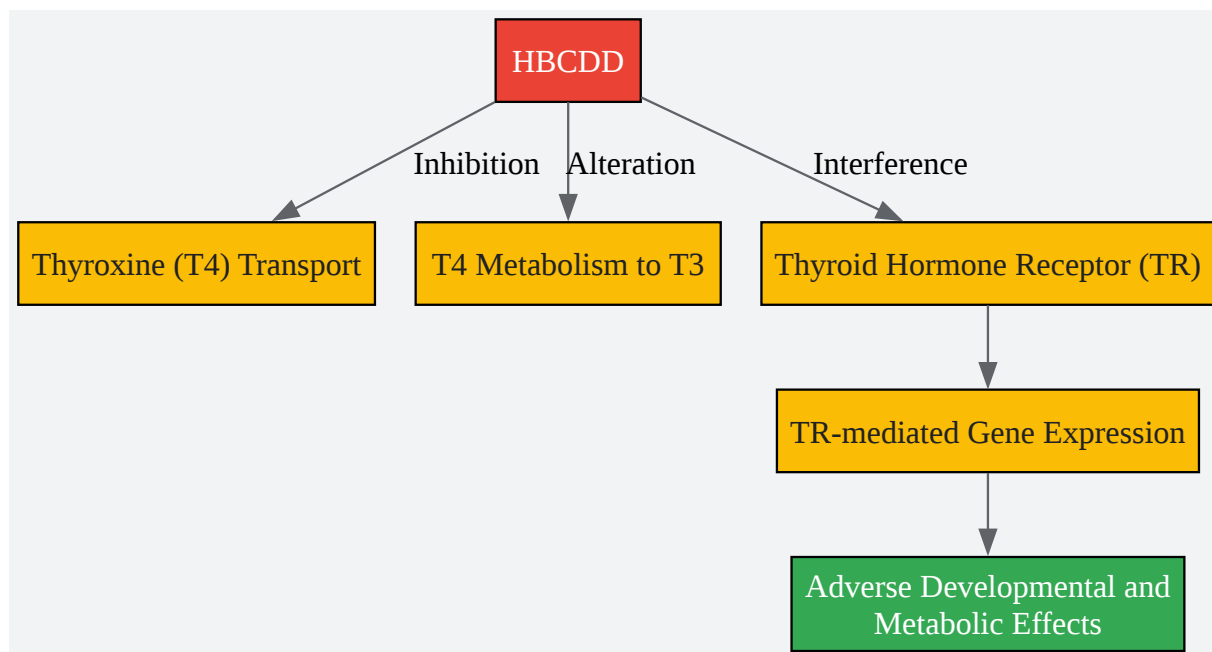 HBCDD
Inhibition
Alteration
Interference
Thyroxine (T4) Transport
T4 Metabolism to T3
Thyroid Hormone Receptor (TR)
TR-mediated Gene Expression
Adverse Developmental and
Metabolic Effects